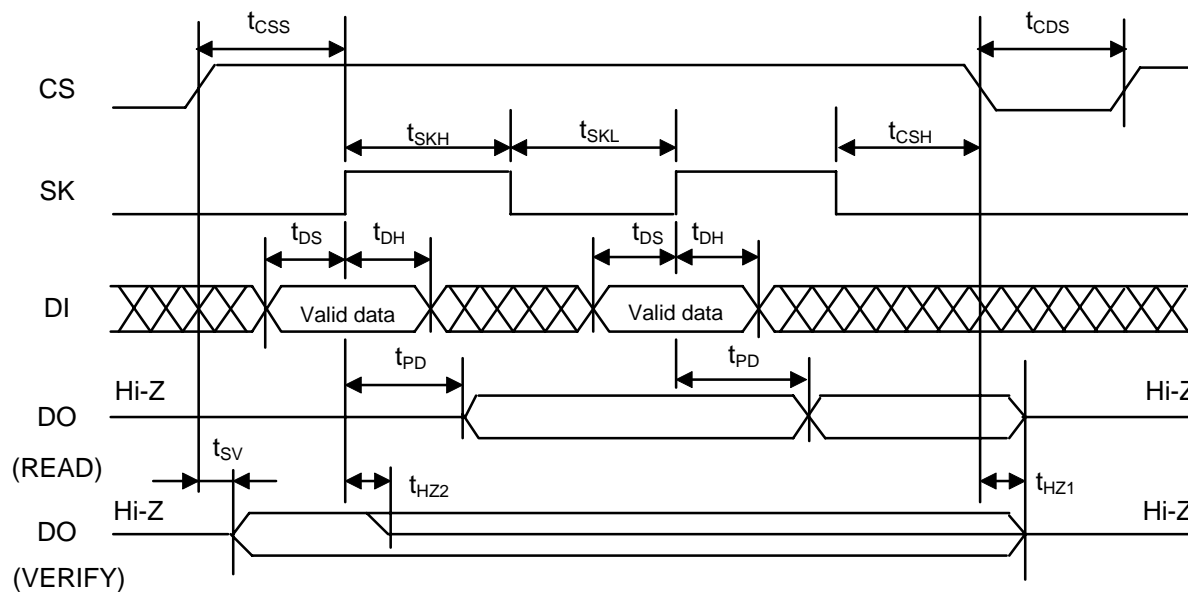 tCSS
tCDS
CS
tSKH
tSKL
tCSH
SK
tDS
tDH
tDS
tDH
DI
Valid data
Valid data
tPD
tPD
Hi-Z
Hi-Z
DO
(READ)
tSV
tHZ2
tHZ1
Hi-Z
Hi-Z
DO
(VERIFY)